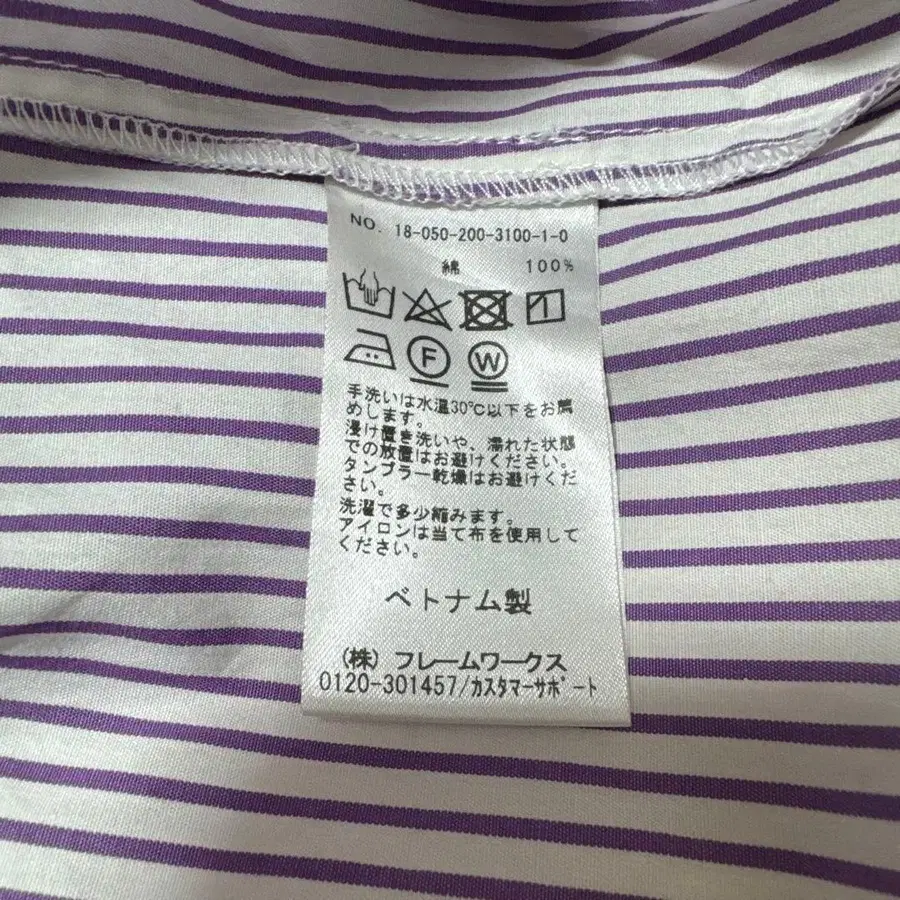 NO. 18-050-200-3100-1-0
綿 100%
F W
手洗いは水温30℃以下をお薦
めします。
浸け置き洗いや、濡れた状態
での放置はお避けください。
タンブラー乾燥はお避けくだ
さい。
洗濯で多少縮みます。
アイロンは当て布を使用して
ください。
ベトナム製
(株) フレームワークス
0120-301457/カスタマーサポート